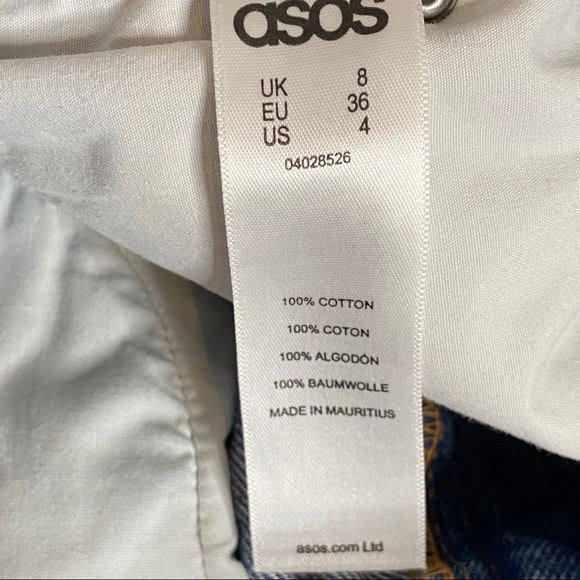 asos
UK 8
EU 36
US 4
04028526
100% COTTON
100% COTON
100% ALGODÓN
100% BAUMWOLLE
MADE IN MAURITIUS
asos.com Ltd